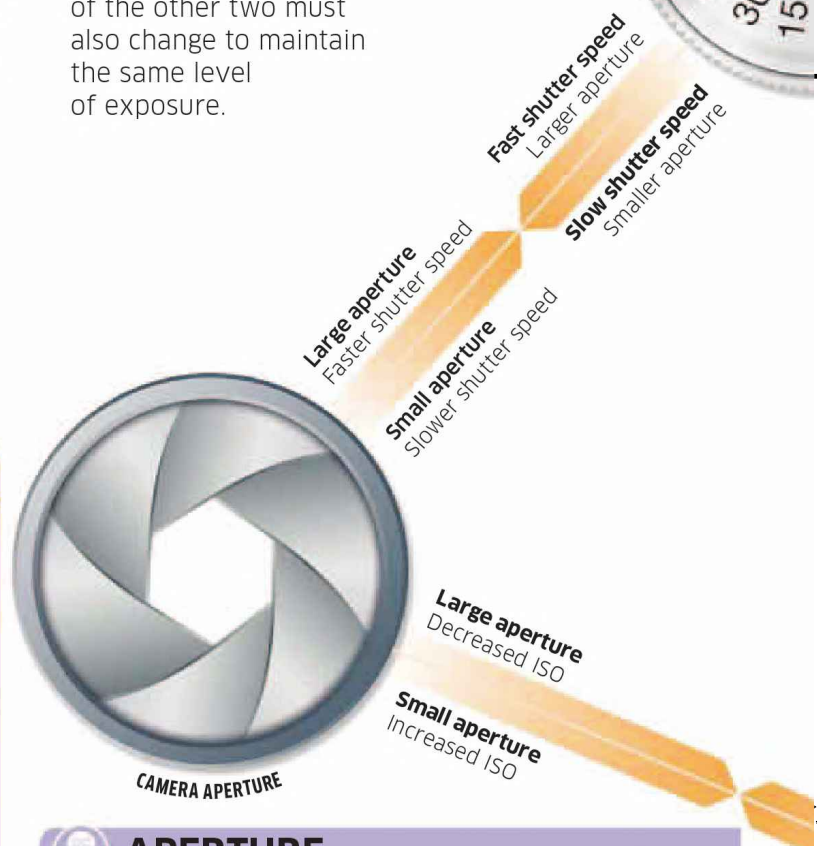 of the other two must
also change to maintain
the same level
of exposure.
30
15
Fast shutter speed
Larger aperture
Slow shutter speed
Smaller aperture
Large aperture
Faster shutter speed
Small aperture
Slower shutter speed
Large aperture
Decreased ISO
Small aperture
Increased ISO
CAMERA APERTURE
APERTURE